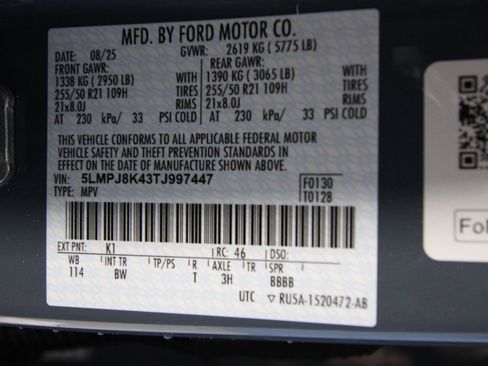 MFD. BY FORD MOTOR CO.
DATE: 08/25 GVWR: 2619 KG ( 5775 LB)
FRONT GAWR: REAR GAWR:
1338 KG ( 2950 LB) 1390 KG ( 3065 LB)
255/50 R21 109H TIRES 255/50 R21 109H TIRES
21x8.0J RIMS 21x8.0J RIMS
AT 230 kPa/ 33 PSI COLD AT 230 kPa/ 33 PSI COLD
THIS VEHICLE CONFORMS TO ALL APPLICABLE FEDERAL MOTOR
VEHICLE SAFETY AND THEFT PREVENTION STANDARDS IN
EFFECT ON THE DATE OF MANUFACTURE SHOWN ABOVE.
VIN: 5LMPJ8K43TJ997447 F0130
TYPE: MPV T0128
EXT PNT: K1 RC: 46 DSO:
WB INT TR TP/PS R AXLE TR SPR
114 BW T 3H BBBB
UTC ▽ RU5A-1520472-AB
Fol